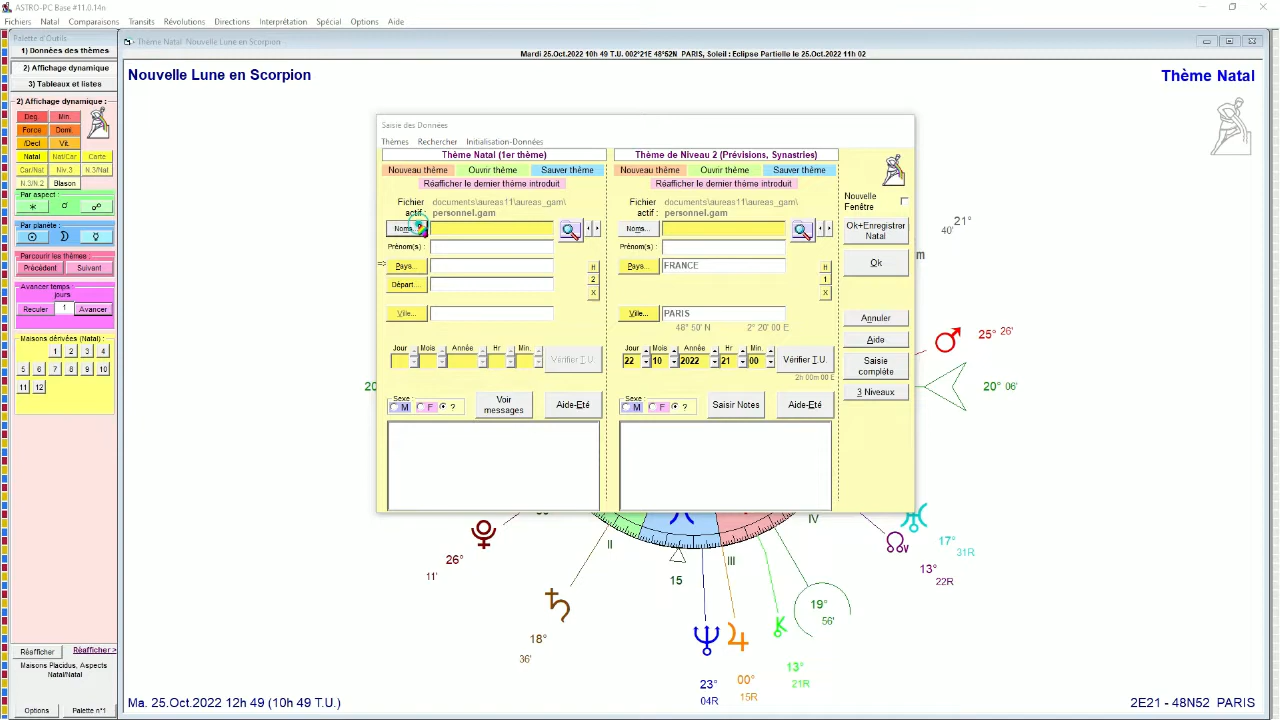 ASTRO-PC Base #11.0.14n
Fichiers Natal Comparaisons Transits Révolutions Directions Interprétation Spécial Options Aide
Palette d'Outils
1) Données des thèmes
2) Affichage dynamique
3) Tableaux et listes
2) Affichage dynamique :
Deg. Min.
Force Domi.
/Decl Vit.
Natal Nat/Car Carte
Car/Nat Niv.3 N.3/Nat
N.3/N.2 Blason
Par aspect :
Par planète :
Parcourir les thèmes :
Précédent Suivant
Avancer temps :
jours
Reculer 1 Avancer
Maisons dérivées (Natal) :
1 2 3 4
5 6 7 8 9 10
11 12
Réafficher Réafficher >
Maisons Placidus, Aspects
Natal/Natal
Options Palette n°1
Thème Natal Nouvelle Lune en Scorpion
Mardi 25.Oct.2022 10h 49 T.U. 002°21E 48°52N PARIS, Soleil : Eclipse Partielle le 25.Oct.2022 11h 02
Nouvelle Lune en Scorpion
Thème Natal
Saisie des Données
Thèmes Rechercher Initialisation-Données
Thème Natal (1er thème)
Nouveau thème Ouvrir thème Sauver thème
Réafficher le dernier thème introduit
Fichier actif : documents\aureas11\aureas_gam\
personnel.gam
Noms...
Prénom(s) :
=> Pays...
Départ...
H
2
X
Ville...
Jour Mois Année Hr Min.
Vérifier T.U.
Sexe :
M F ?
Voir messages
Aide-Eté
Thème de Niveau 2 (Prévisions, Synastries)
Nouveau thème Ouvrir thème Sauver thème
Réafficher le dernier thème introduit
Fichier actif : documents\aureas11\aureas_gam\
personnel.gam
Noms...
Prénom(s) :
Pays... FRANCE
H
1
X
Ville... PARIS
48° 50' N 2° 20' 00 E
Jour Mois Année Hr Min.
22 10 2022 21 00
Vérifier T.U.
2h 00m 00 E
Sexe :
M F ?
Saisir Notes
Aide-Eté
Nouvelle Fenêtre
Ok+Enregistrer Natal
Ok
Annuler
Aide
Saisie complète
3 Niveaux
21°
40'
m
25° 26'
20° 06'
20
17°
31R
13°
22R
IV
III
II
15
19°
56'
13°
21R
00°
15R
23°
04R
18°
36'
26°
11'
Ma. 25.Oct.2022 12h 49 (10h 49 T.U.)
2E21 - 48N52 PARIS